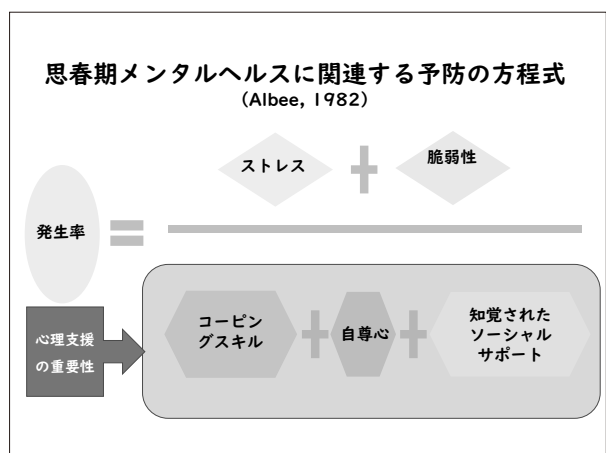 思春期メンタルヘルスに関連する予防の方程式
(Albee, 1982)
ストレス
脆弱性
発生率
コーピン
グスキル
自尊心
知覚された
ソーシャル
サポート
心理支援
の重要性